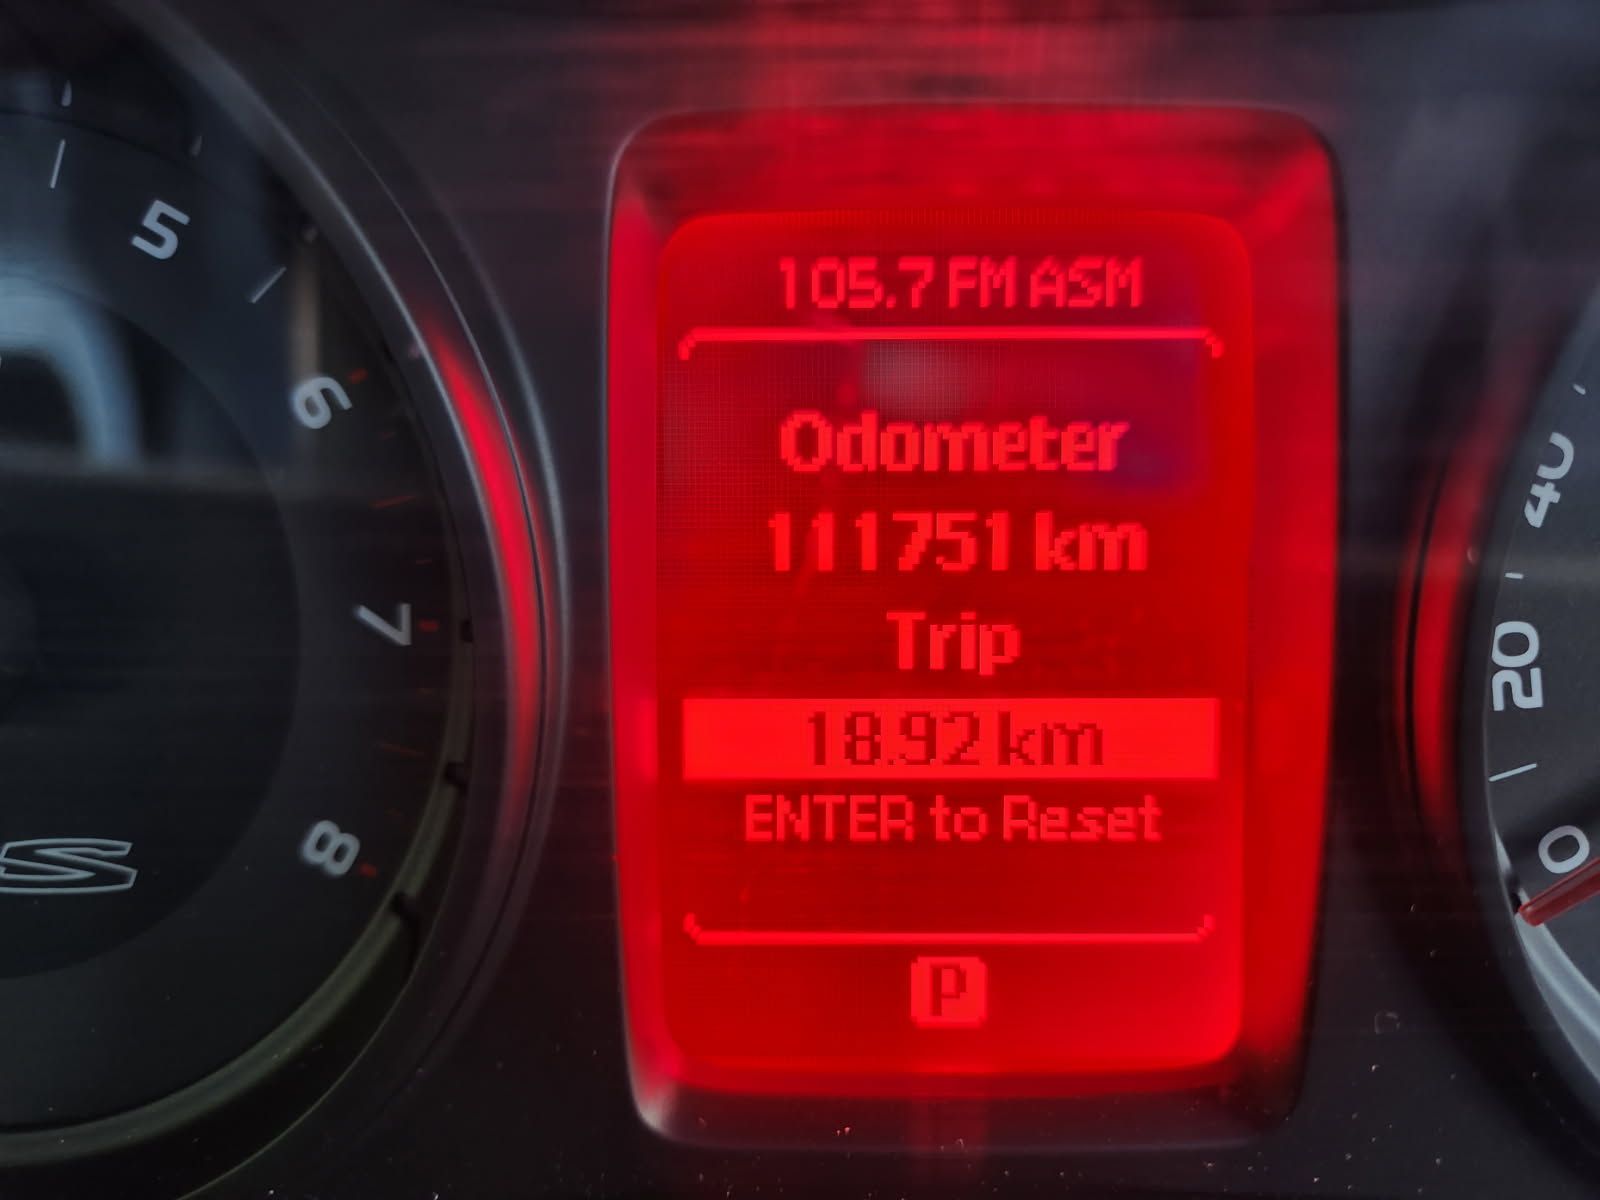 105.7 FM ASM
Odometer
111751 km
Trip
18.92 km
ENTER to Reset
P
5
6
7
8
S
40
20
0